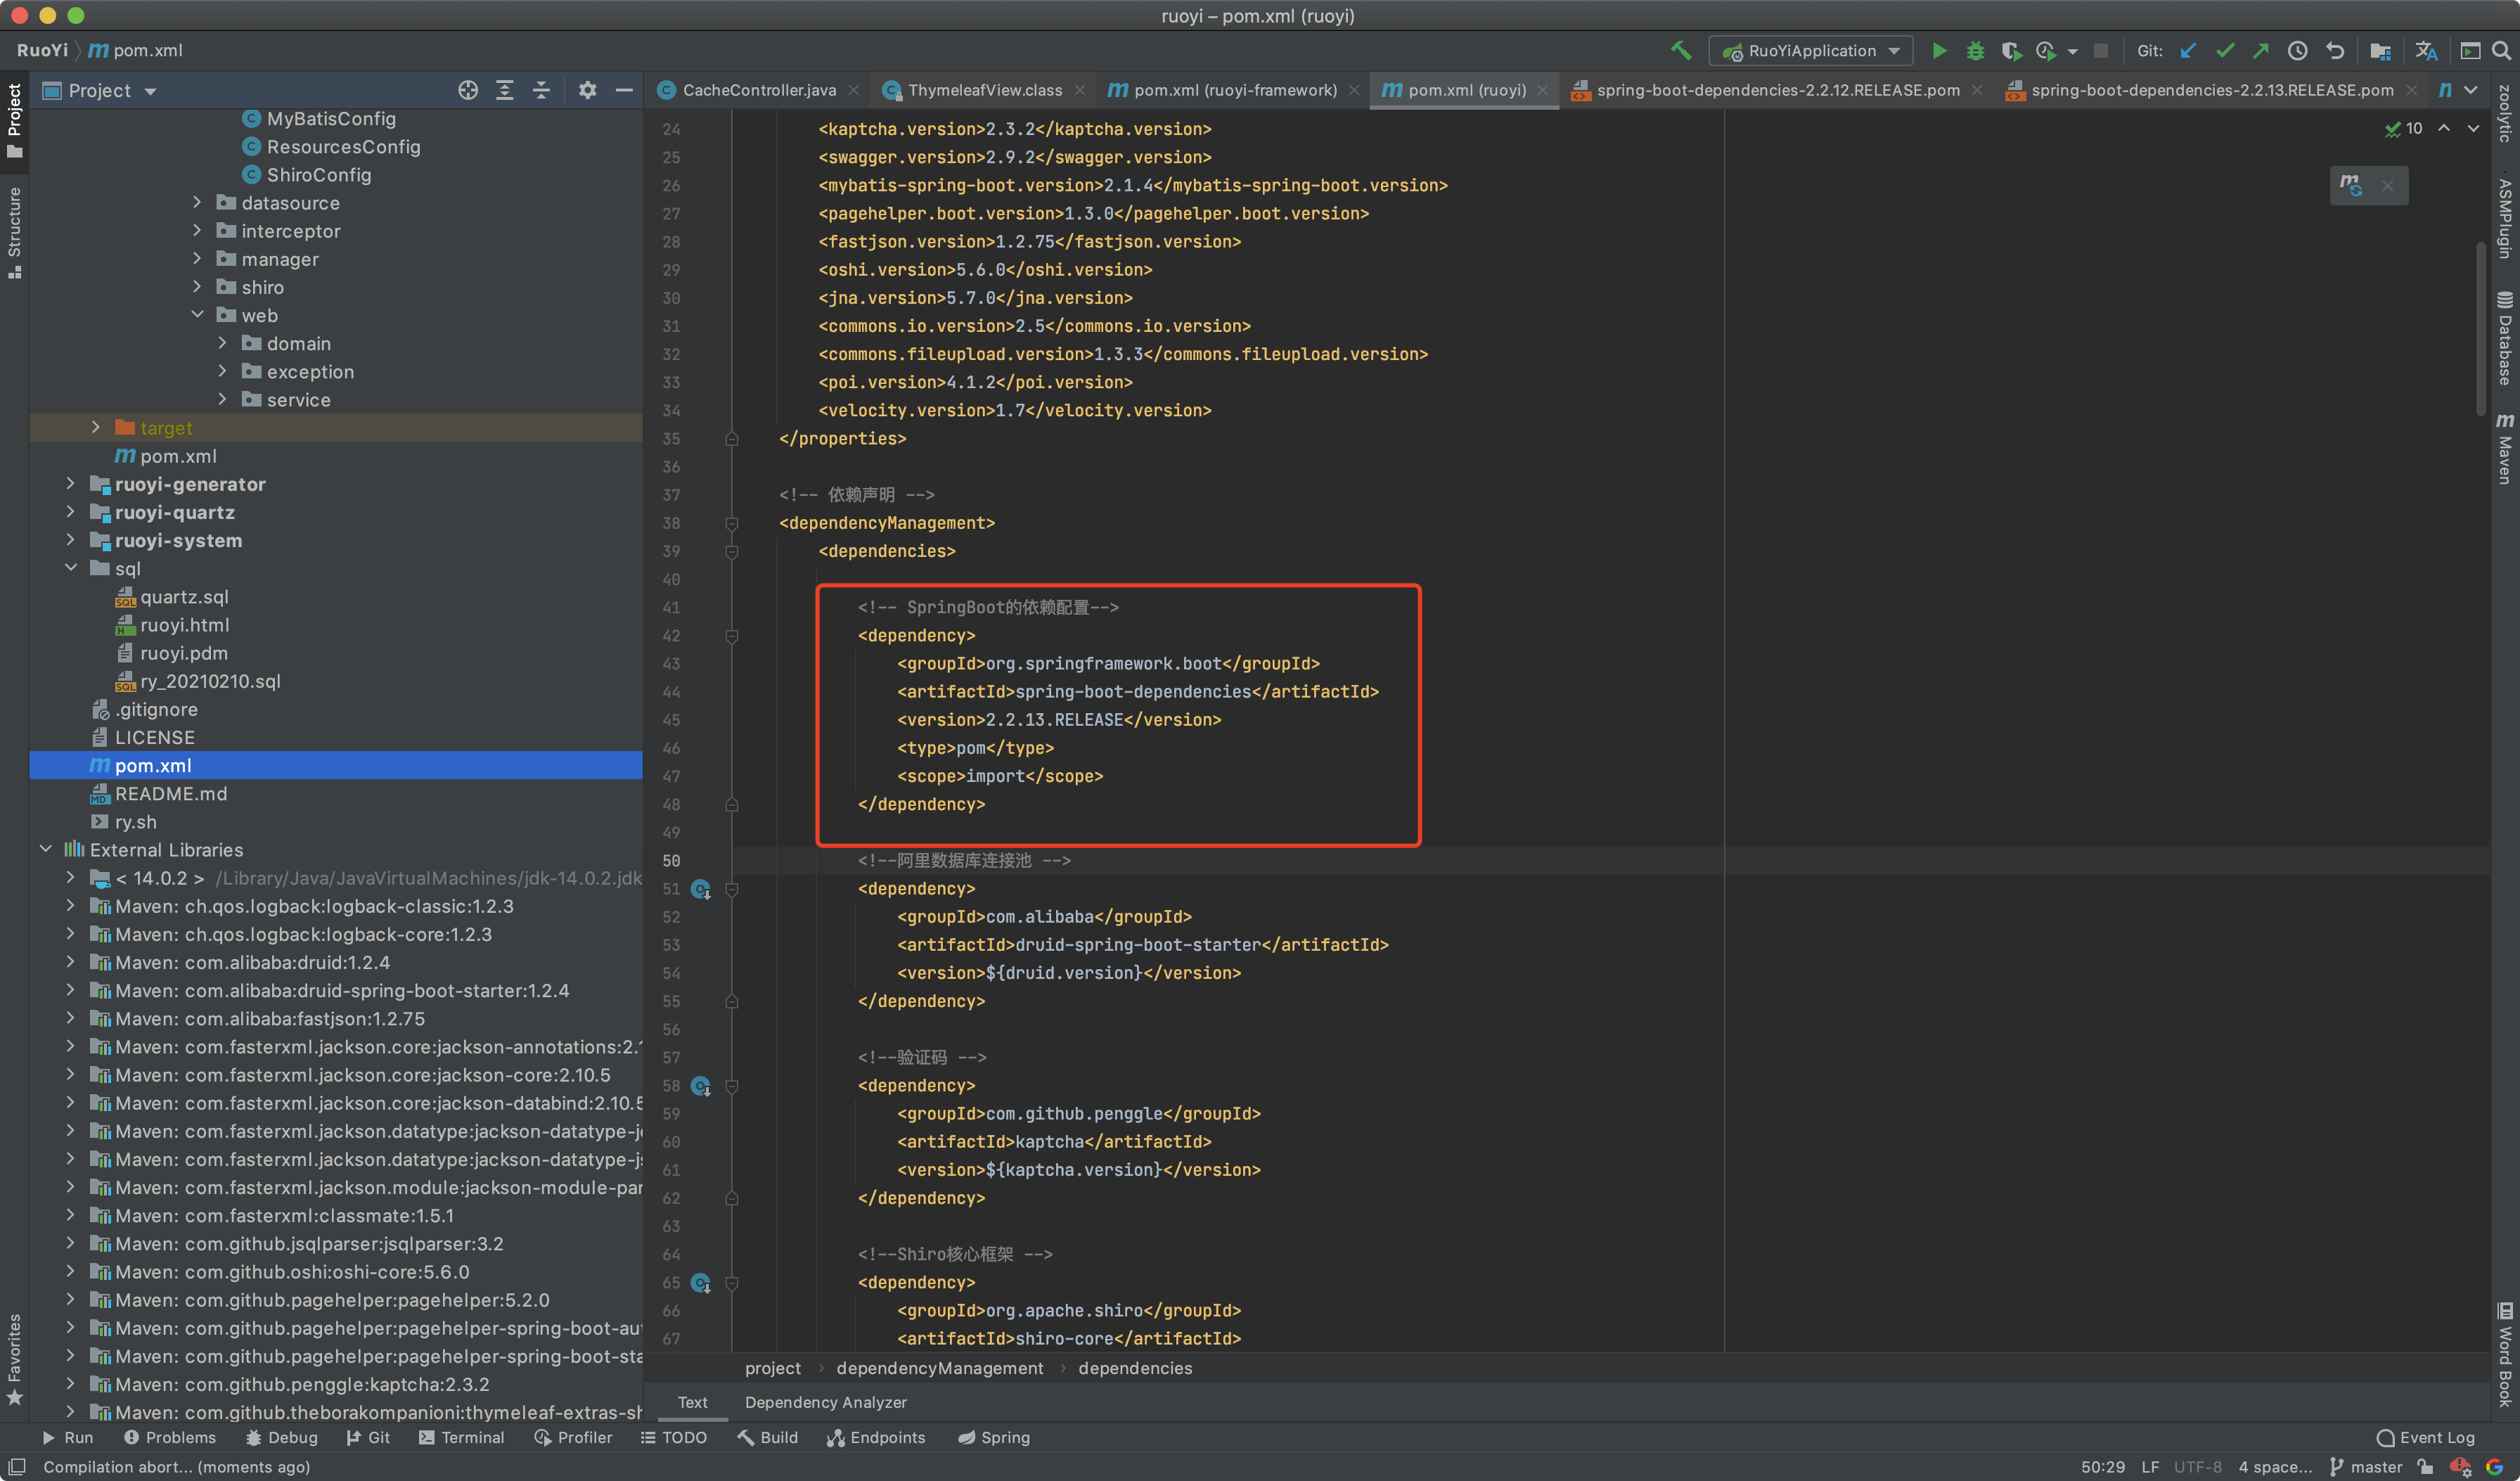 ruoyi – pom.xml (ruoyi)
RuoYi
pom.xml
RuoYiApplication
Git:
Project
CacheController.java
ThymeleafView.class
pom.xml (ruoyi-framework)
pom.xml (ruoyi)
spring-boot-dependencies-2.2.12.RELEASE.pom
spring-boot-dependencies-2.2.13.RELEASE.pom
Project
Structure
Favorites
MyBatisConfig
ResourcesConfig
ShiroConfig
datasource
interceptor
manager
shiro
web
domain
exception
service
target
pom.xml
ruoyi-generator
ruoyi-quartz
ruoyi-system
sql
quartz.sql
ruoyi.html
ruoyi.pdm
ry_20210210.sql
.gitignore
LICENSE
pom.xml
README.md
ry.sh
External Libraries
< 14.0.2 > /Library/Java/JavaVirtualMachines/jdk-14.0.2.jdk
Maven: ch.qos.logback:logback-classic:1.2.3
Maven: ch.qos.logback:logback-core:1.2.3
Maven: com.alibaba:druid:1.2.4
Maven: com.alibaba:druid-spring-boot-starter:1.2.4
Maven: com.alibaba:fastjson:1.2.75
Maven: com.fasterxml.jackson.core:jackson-annotations:2.1
Maven: com.fasterxml.jackson.core:jackson-core:2.10.5
Maven: com.fasterxml.jackson.core:jackson-databind:2.10.5
Maven: com.fasterxml.jackson.datatype:jackson-datatype-j
Maven: com.fasterxml.jackson.datatype:jackson-datatype-js
Maven: com.fasterxml.jackson.module:jackson-module-par
Maven: com.fasterxml:classmate:1.5.1
Maven: com.github.jsqlparser:jsqlparser:3.2
Maven: com.github.oshi:oshi-core:5.6.0
Maven: com.github.pagehelper:pagehelper:5.2.0
Maven: com.github.pagehelper:pagehelper-spring-boot-au
Maven: com.github.pagehelper:pagehelper-spring-boot-sta
Maven: com.github.penggle:kaptcha:2.3.2
Maven: com.github.theborakompanioni:thymeleaf-extras-sh
10
24 <kaptcha.version>2.3.2</kaptcha.version>
25 <swagger.version>2.9.2</swagger.version>
26 <mybatis-spring-boot.version>2.1.4</mybatis-spring-boot.version>
27 <pagehelper.boot.version>1.3.0</pagehelper.boot.version>
28 <fastjson.version>1.2.75</fastjson.version>
29 <oshi.version>5.6.0</oshi.version>
30 <jna.version>5.7.0</jna.version>
31 <commons.io.version>2.5</commons.io.version>
32 <commons.fileupload.version>1.3.3</commons.fileupload.version>
33 <poi.version>4.1.2</poi.version>
34 <velocity.version>1.7</velocity.version>
35 </properties>
36
37 <!-- 依赖声明 -->
38 <dependencyManagement>
39 <dependencies>
40
41 <!-- SpringBoot的依赖配置-->
42 <dependency>
43 <groupId>org.springframework.boot</groupId>
44 <artifactId>spring-boot-dependencies</artifactId>
45 <version>2.2.13.RELEASE</version>
46 <type>pom</type>
47 <scope>import</scope>
48 </dependency>
49
50 <!--阿里数据库连接池 -->
51 <dependency>
52 <groupId>com.alibaba</groupId>
53 <artifactId>druid-spring-boot-starter</artifactId>
54 <version>${druid.version}</version>
55 </dependency>
56
57 <!--验证码 -->
58 <dependency>
59 <groupId>com.github.penggle</groupId>
60 <artifactId>kaptcha</artifactId>
61 <version>${kaptcha.version}</version>
62 </dependency>
63
64 <!--Shiro核心框架 -->
65 <dependency>
66 <groupId>org.apache.shiro</groupId>
67 <artifactId>shiro-core</artifactId>
zoolytic
ASMPlugin
Database
Maven
Word Book
project
dependencyManagement
dependencies
Text
Dependency Analyzer
Run
Problems
Debug
Git
Terminal
Profiler
TODO
Build
Endpoints
Spring
Event Log
Compilation abort... (moments ago)
50:29
LF
UTF-8
4 space...
master